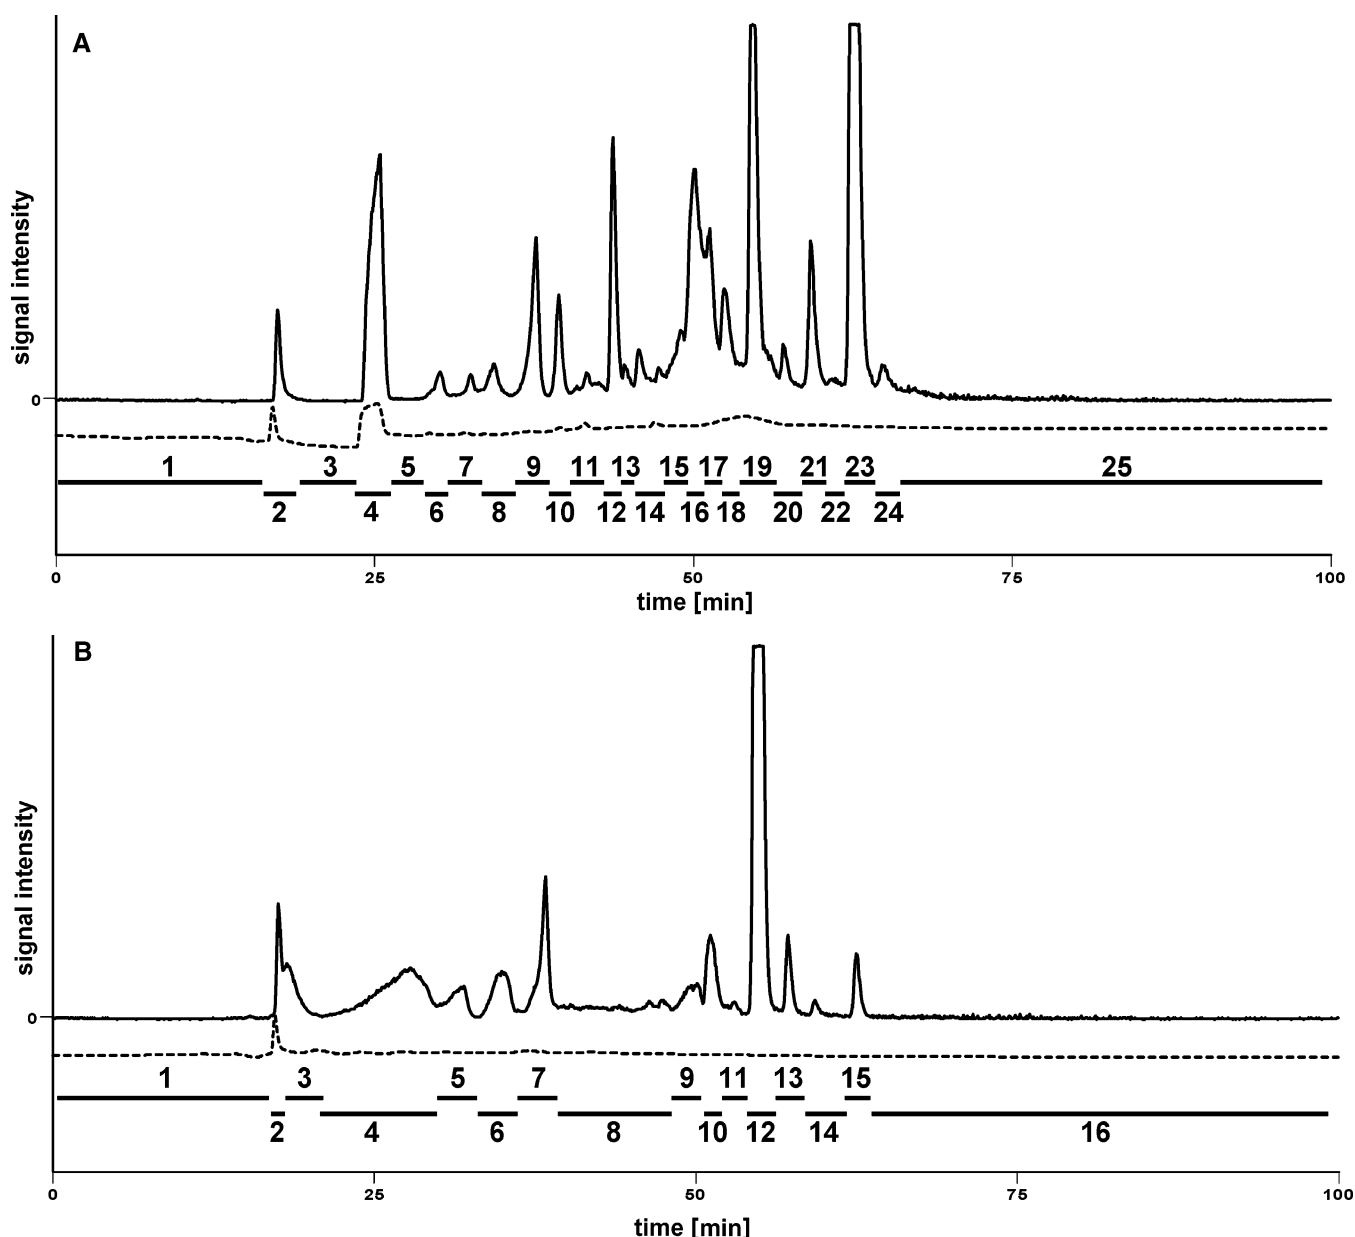 A
signal intensity
0
1 3 5 7 9 11 13 15 17 19 21 23 25
2 4 6 8 10 12 14 16 18 20 22 24
0 25 50 75 100
time [min]
B
signal intensity
0
1 3 5 7 9 11 13 15
2 4 6 8 10 12 14 16
0 25 50 75 100
time [min]